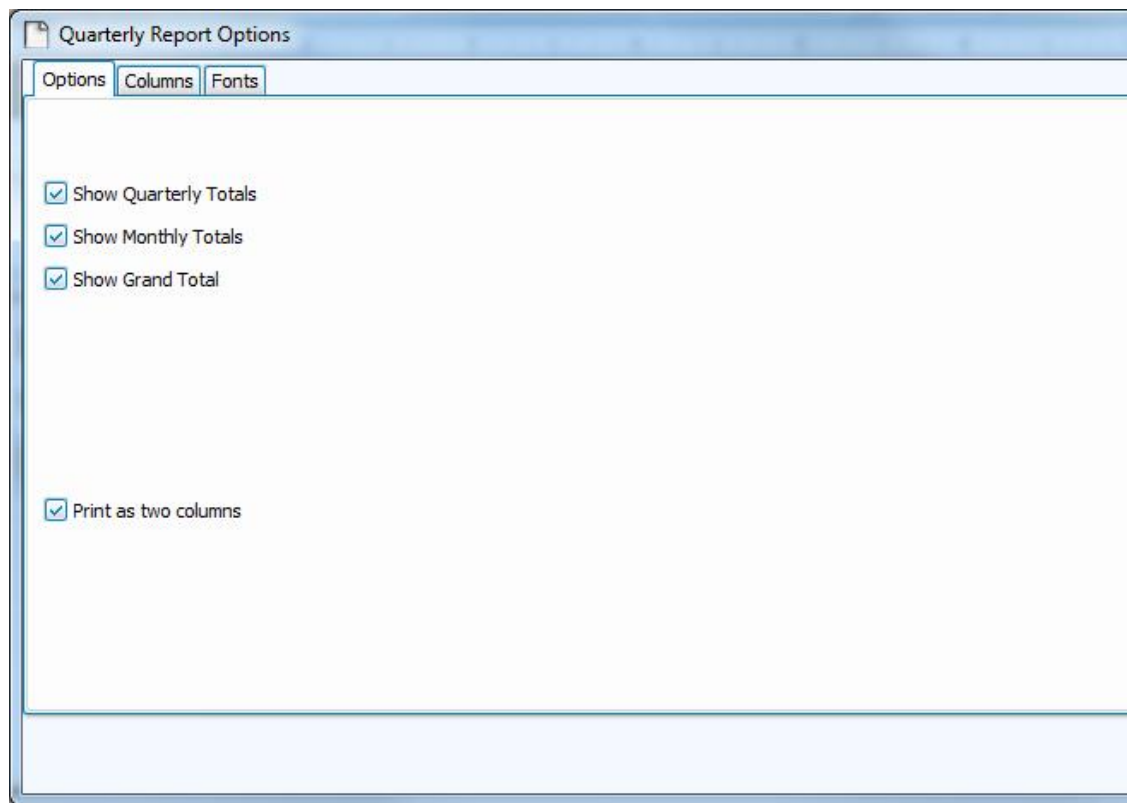 Quarterly Report Options
Options Columns Fonts
Show Quarterly Totals
Show Monthly Totals
Show Grand Total
Print as two columns